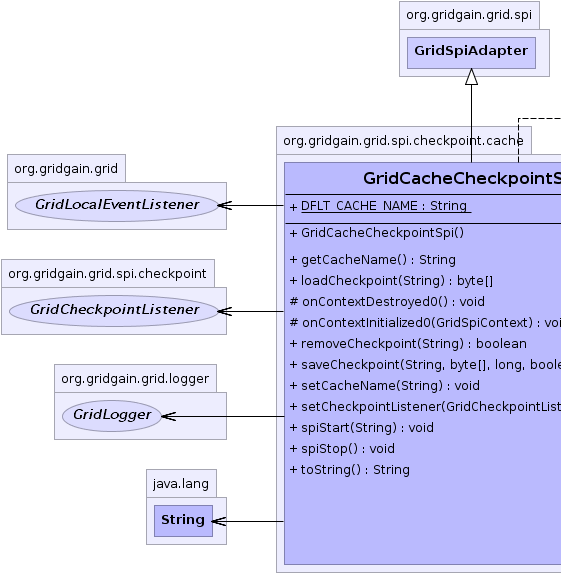 org.gridgain.grid.spi
GridSpiAdapter
org.gridgain.grid.spi.checkpoint.cache
GridCacheCheckpointS
+ DFLT_CACHE_NAME : String
+ GridCacheCheckpointSpi()
+ getCacheName() : String
+ loadCheckpoint(String) : byte[]
# onContextDestroyed0() : void
# onContextInitialized0(GridSpiContext) : voi
+ removeCheckpoint(String) : boolean
+ saveCheckpoint(String, byte[], long, boole
+ setCacheName(String) : void
+ setCheckpointListener(GridCheckpointList
+ spiStart(String) : void
+ spiStop() : void
+ toString() : String
org.gridgain.grid
GridLocalEventListener
org.gridgain.grid.spi.checkpoint
GridCheckpointListener
org.gridgain.grid.logger
GridLogger
java.lang
String